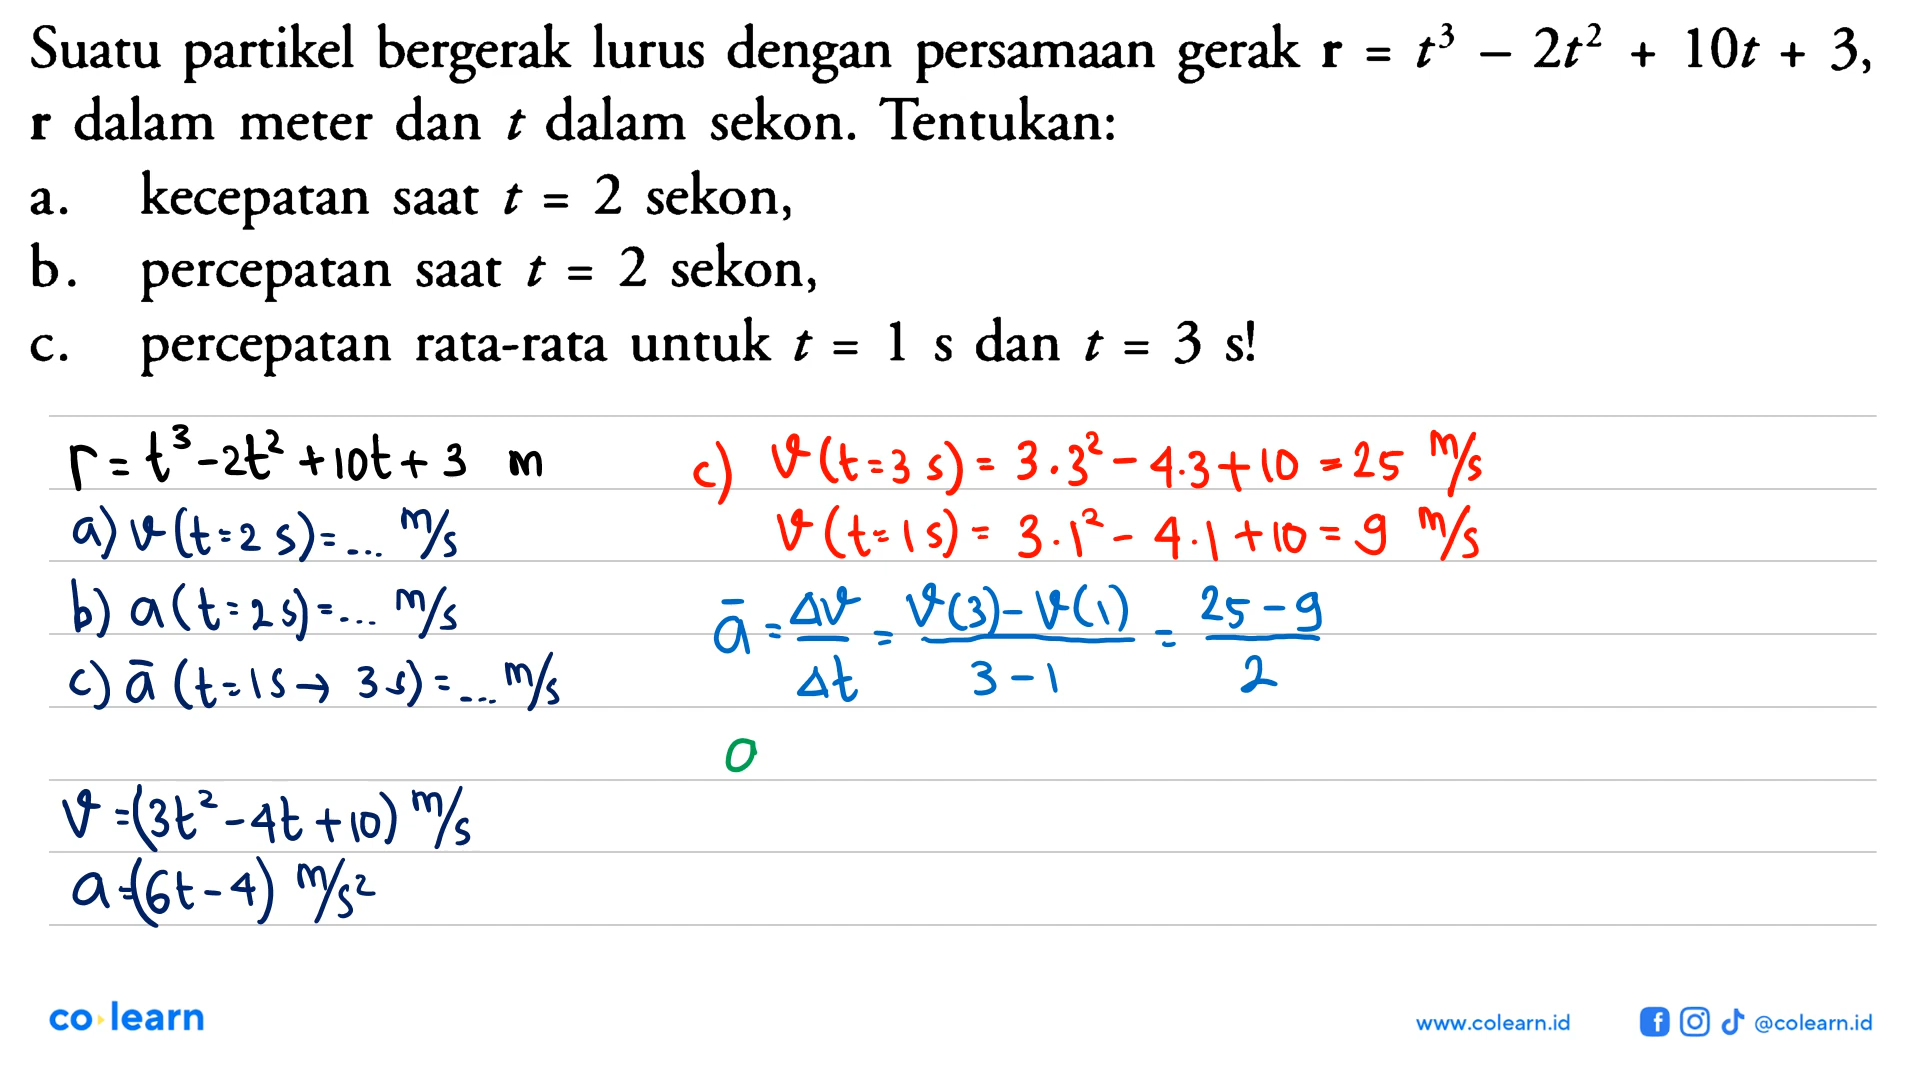 Suatu partikel bergerak lurus dengan persamaan gerak r = t³ − 2t² + 10t + 3,
r dalam meter dan t dalam sekon. Tentukan:
a. kecepatan saat t = 2 sekon,
b. percepatan saat t = 2 sekon,
c. percepatan rata-rata untuk t = 1 s dan t = 3 s!
r = t³ - 2t² + 10t + 3 m
a) v (t = 2 s) = ... m/s
b) a (t = 2 s) = ... m/s
c) ā (t = 1 s → 3 s) = ... m/s
v = (3t² - 4t + 10) m/s
a = (6t - 4) m/s²
c) v (t = 3 s) = 3 . 3² - 4 . 3 + 10 = 25 m/s
v (t = 1 s) = 3 . 1² - 4 . 1 + 10 = 9 m/s
ā = Δv/Δt = (v(3) - v(1))/(3 - 1) = (25 - 9)/2
0
co learn
www.colearn.id
@colearn.id